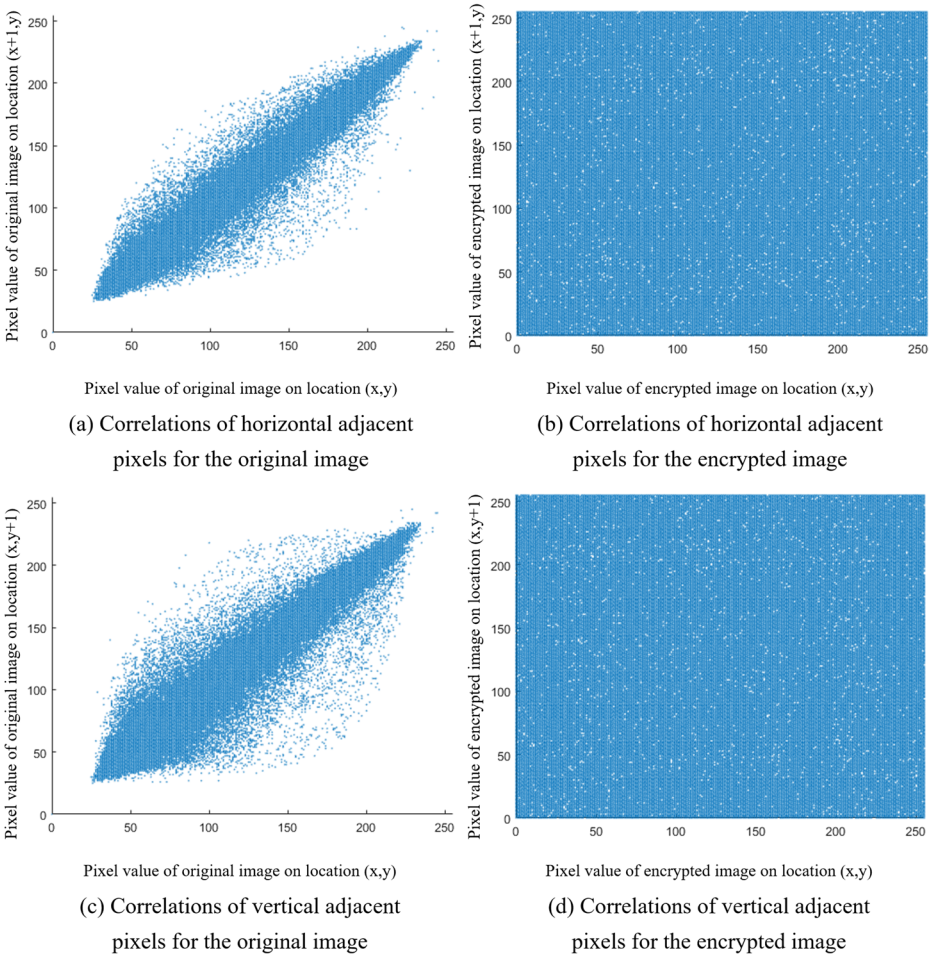 Pixel value of original image on location (x+1,y)
250
200
150
100
50
0
0 50 100 150 200 250
Pixel value of original image on location (x,y)
(a) Correlations of horizontal adjacent
pixels for the original image
Pixel value of encrypted image on location (x+1,y)
250
200
150
100
50
0
0 50 100 150 200 250
Pixel value of encrypted image on location (x,y)
(b) Correlations of horizontal adjacent
pixels for the encrypted image
Pixel value of original image on location (x,y+1)
250
200
150
100
50
0
0 50 100 150 200 250
Pixel value of original image on location (x,y)
(c) Correlations of vertical adjacent
pixels for the original image
Pixel value of encrypted image on location (x,y+1)
250
200
150
100
50
0
0 50 100 150 200 250
Pixel value of encrypted image on location (x,y)
(d) Correlations of vertical adjacent
pixels for the encrypted image